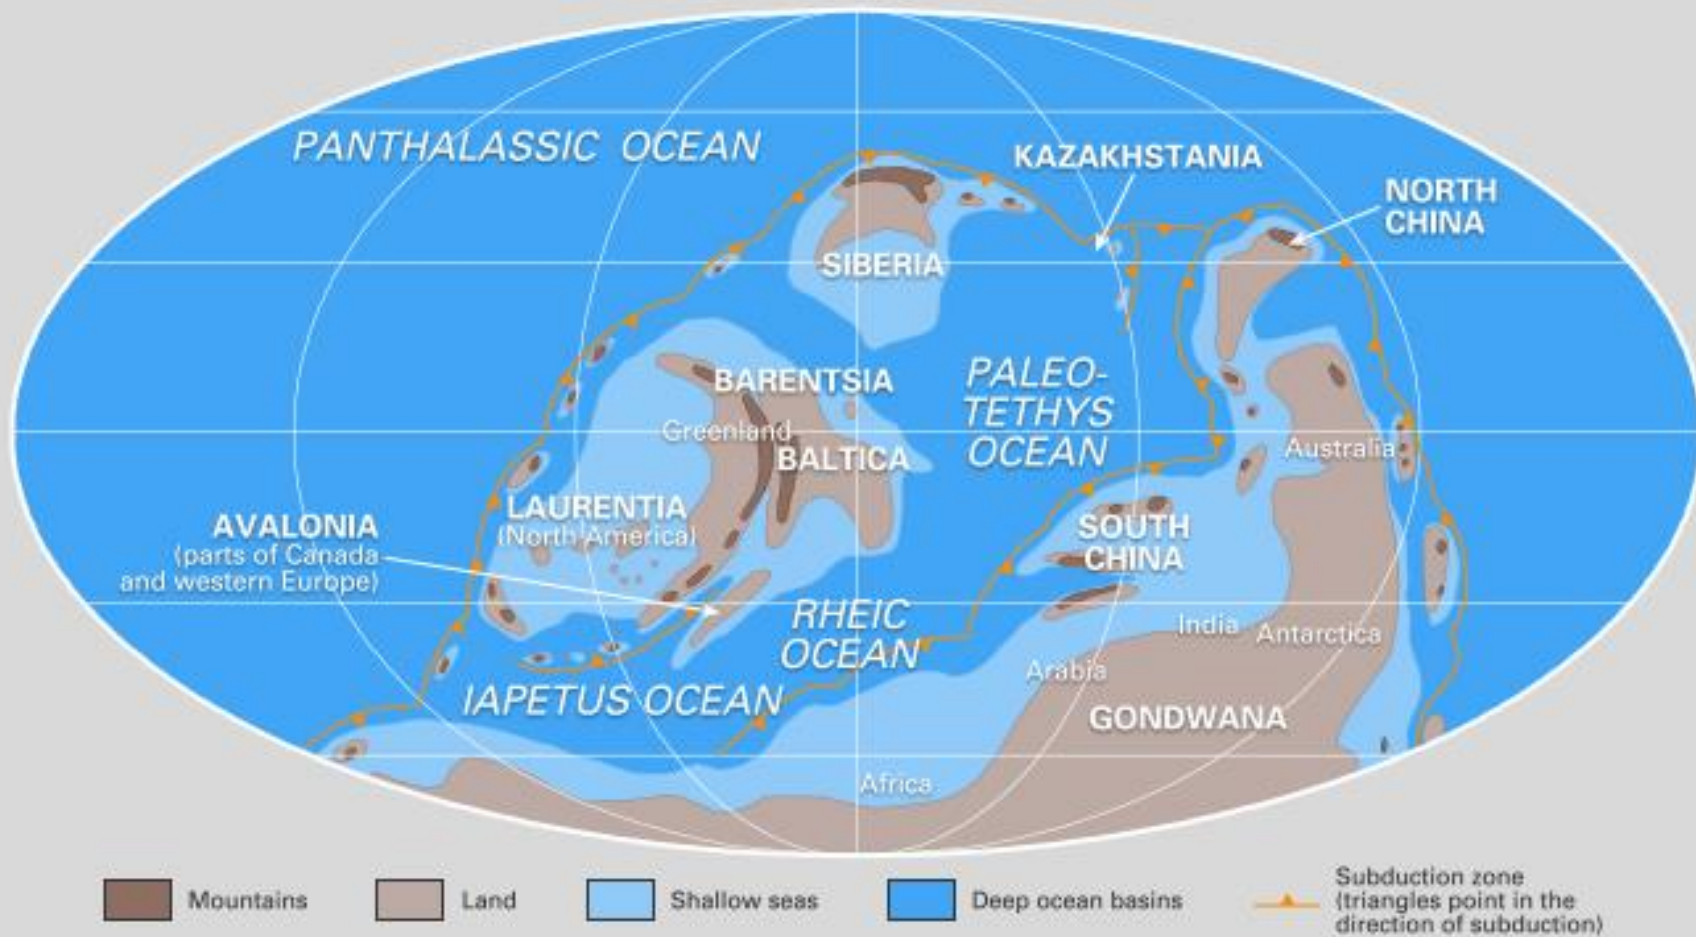 PANTHALASSIC OCEAN
KAZAKHSTANIA
NORTH
CHINA
SIBERIA
BARENTSIA
PALEO-
TETHYS
OCEAN
Greenland
BALTICA
Australia
LAURENTIA
(North America)
AVALONIA
(parts of Canada
and western Europe)
SOUTH
CHINA
RHEIC
OCEAN
India
Antarctica
Arabia
IAPETUS OCEAN
GONDWANA
Africa
Mountains
Land
Shallow seas
Deep ocean basins
Subduction zone
(triangles point in the
direction of subduction)